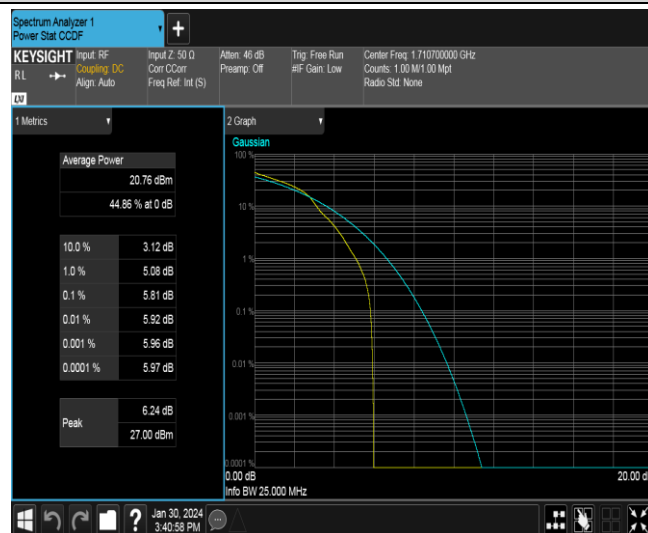 Spectrum Analyzer 1
Power Stat CCDF
+
KEYSIGHT
RL
LXI
Input: RF
Coupling: DC
Align: Auto
Input Z: 50 Ω
Corr CCorr
Freq Ref: Int (S)
Atten: 46 dB
Preamp: Off
Trig: Free Run
#IF Gain: Low
Center Freq: 1.710700000 GHz
Counts: 1.00 M/1.00 Mpt
Radio Std: None
1 Metrics
Average Power
20.76 dBm
44.86 % at 0 dB
10.0 % 3.12 dB
1.0 % 5.08 dB
0.1 % 5.81 dB
0.01 % 5.92 dB
0.001 % 5.96 dB
0.0001 % 5.97 dB
Peak
6.24 dB
27.00 dBm
2 Graph
Gaussian
100 %
10 %
1 %
0.1 %
0.01 %
0.001 %
0.0001 %
0.00 dB 20.00 d
Info BW 25.000 MHz
? Jan 30, 2024
3:40:58 PM